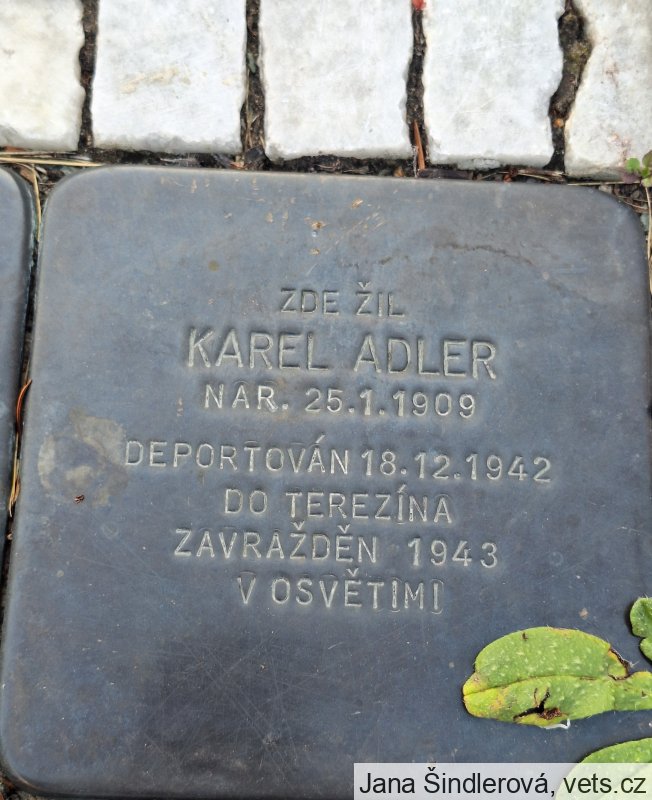 ZDE ŽIL
KAREL ADLER
NAR. 25.1.1909
DEPORTOVÁN 18.12.1942
DO TEREZÍNA
ZAVRAŽDĚN 1943
V OSVĚTIMI
Jana Šindlerová, vets.cz